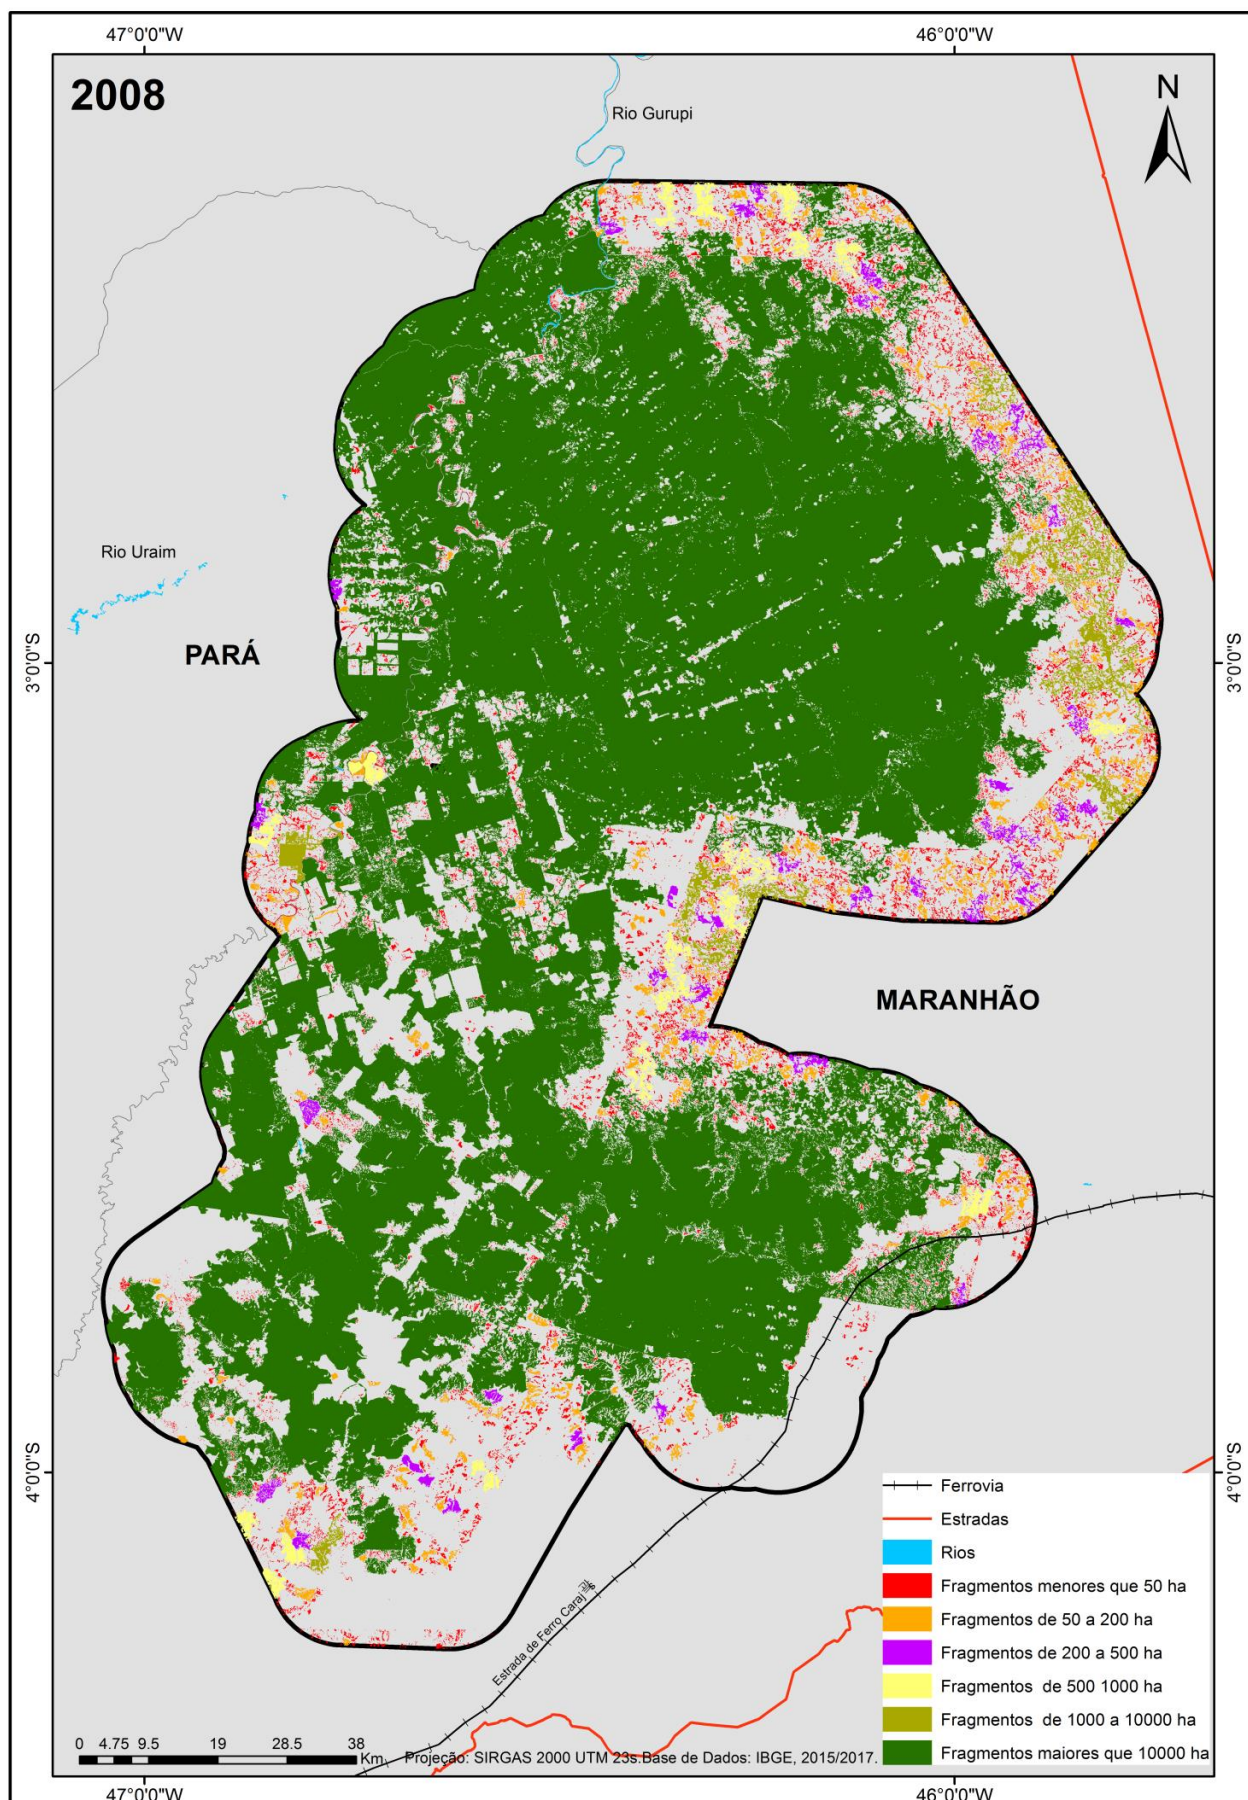 47°0'0"W 46°0'0"W
2008
N
Rio Gurupi
Rio Uraim
PARÁ
3°0'0"S 3°0'0"S
MARANHÃO
4°0'0"S 4°0'0"S
Ferrovia
Estradas
Rios
Fragmentos menores que 50 ha
Fragmentos de 50 a 200 ha
Fragmentos de 200 a 500 ha
Fragmentos de 500 1000 ha
Fragmentos de 1000 a 10000 ha
Fragmentos maiores que 10000 ha
Estrada de Ferro Caraj
0 4.75 9.5 19 28.5 38
Km
Projeção: SIRGAS 2000 UTM 23s.Base de Dados: IBGE, 2015/2017.
47°0'0"W 46°0'0"W